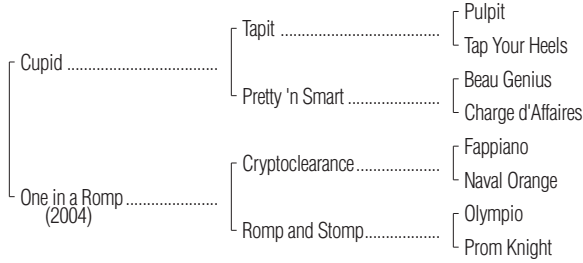 Pulpit
Tapit ................................
Tap Your Heels
Cupid ..............................
Beau Genius
Pretty 'n Smart ...................
Charge d'Affaires
Fappiano
Cryptoclearance .................
Naval Orange
One in a Romp ...................
(2004)
Olympio
Romp and Stomp ...............
Prom Knight